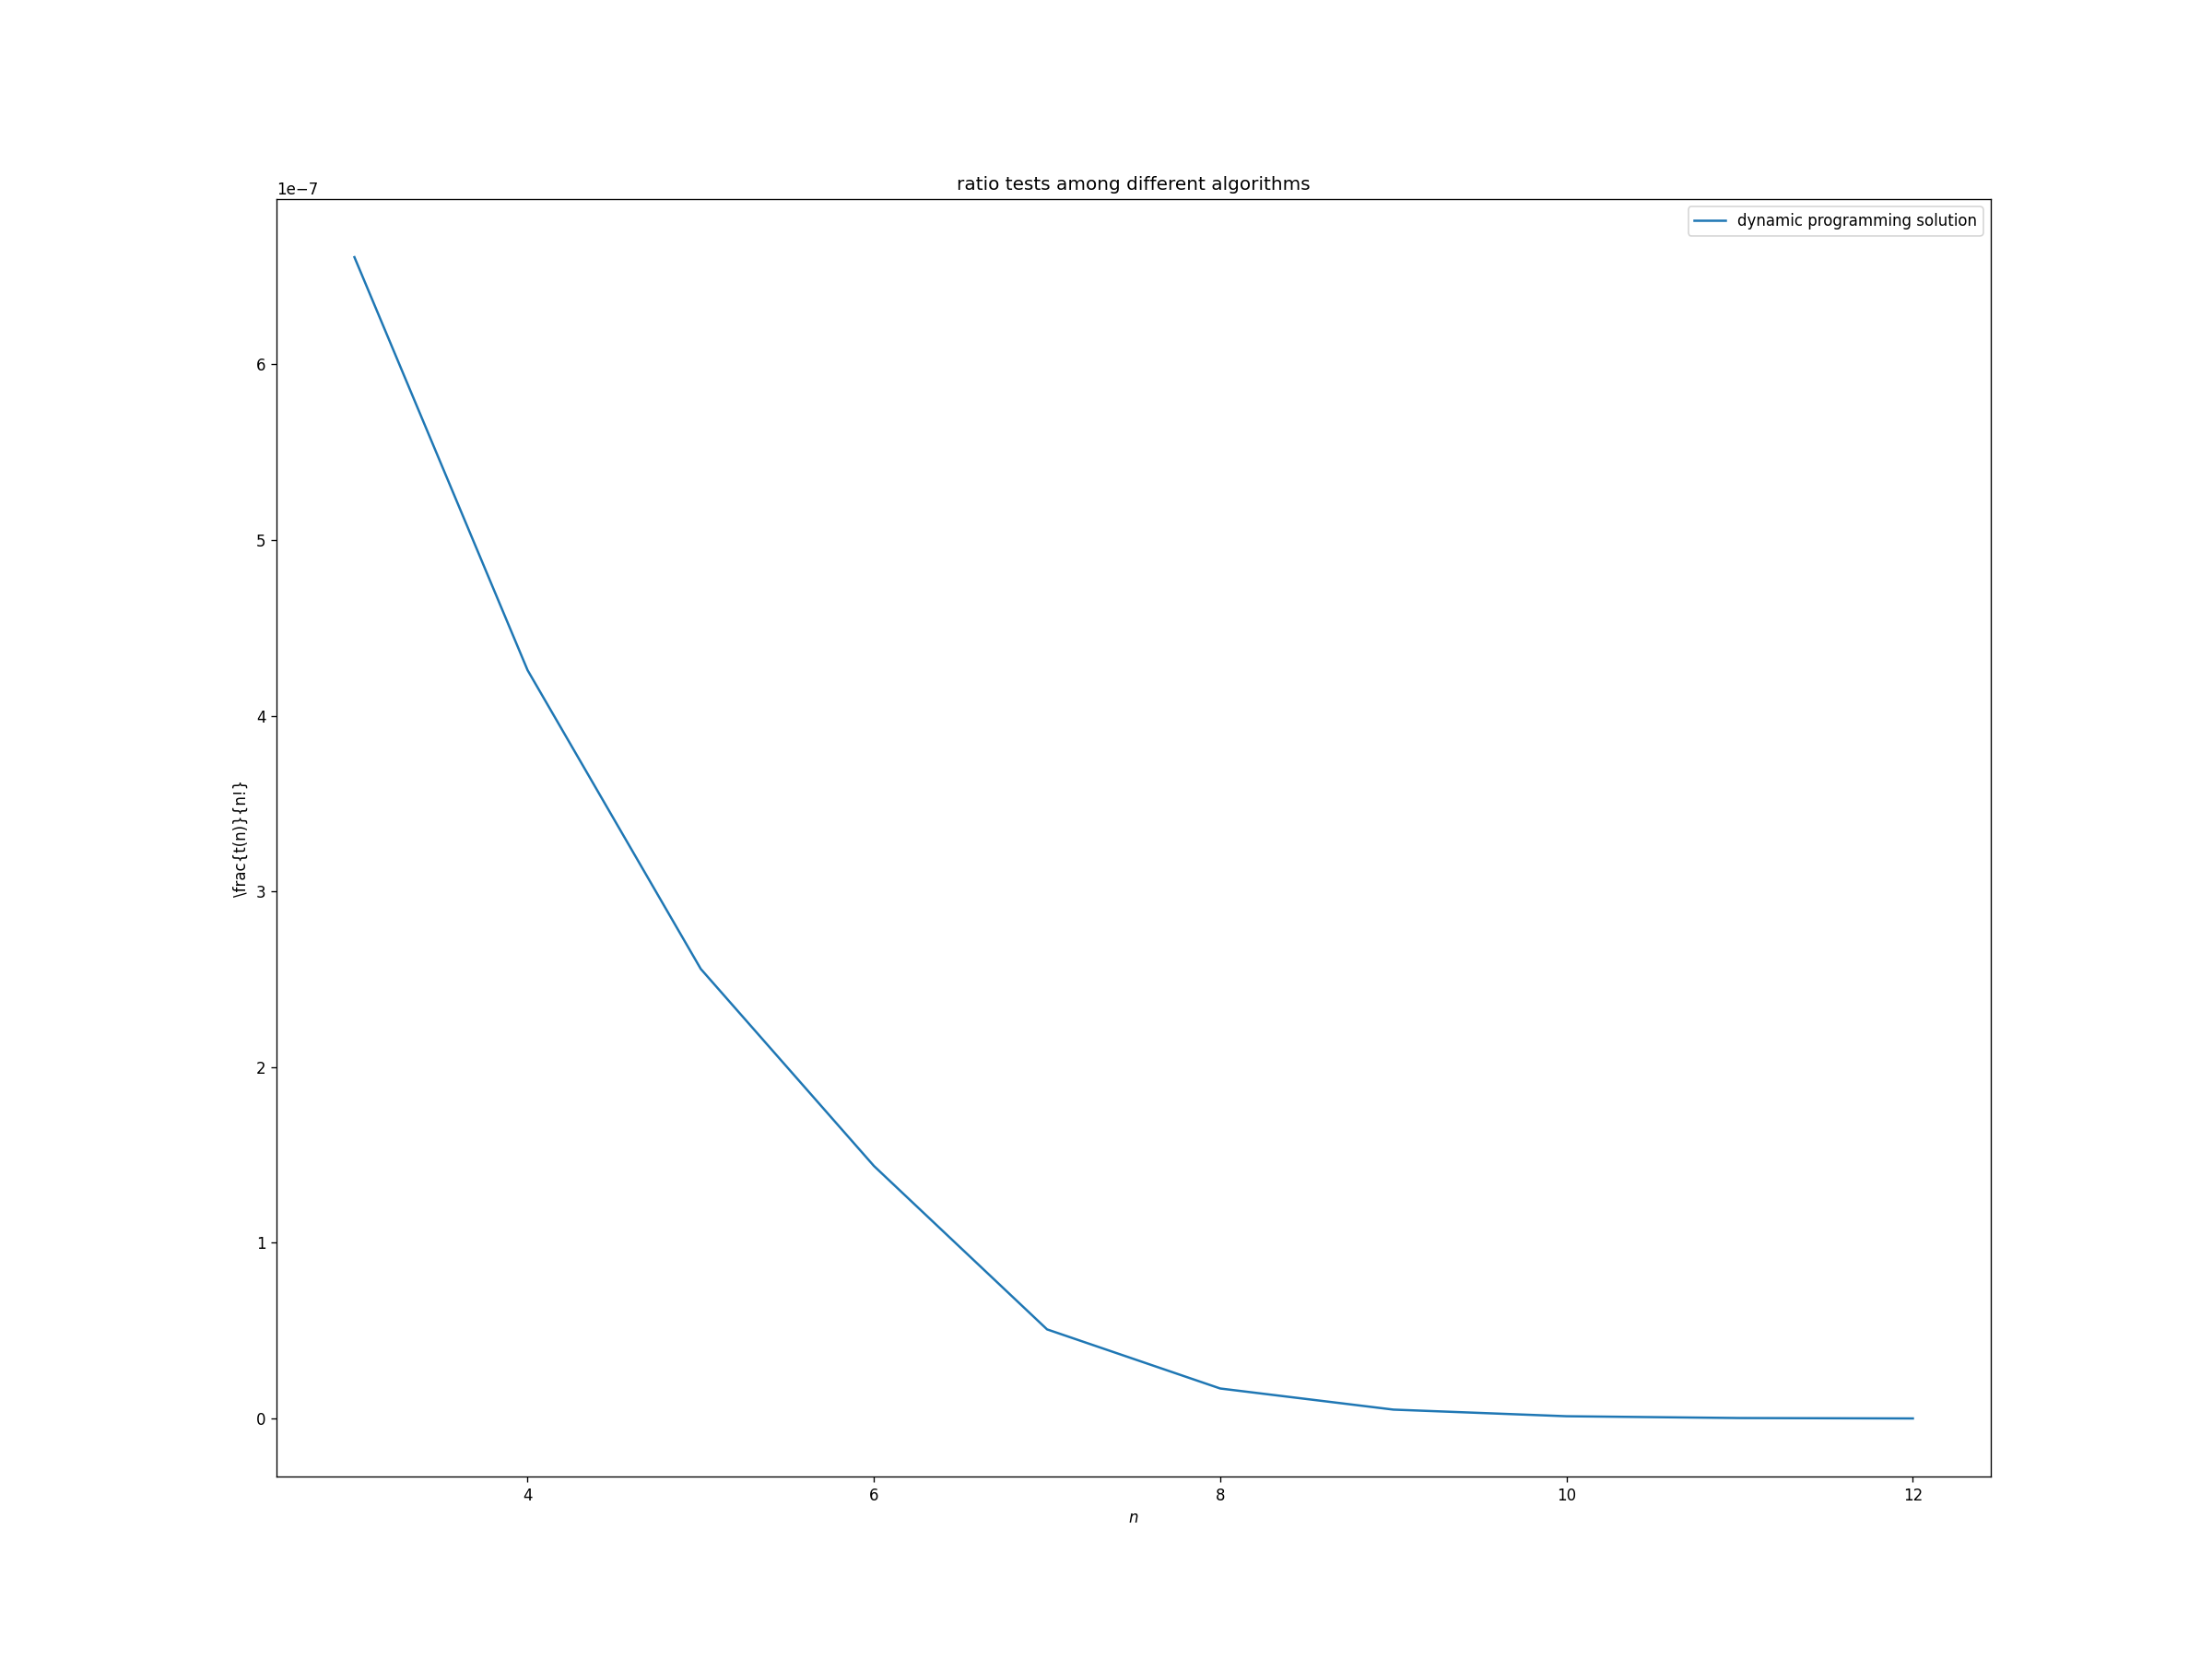 ratio tests among different algorithms
1e−7
dynamic programming solution
6
5
4
3
2
1
0
\frac{t(n)}{n!}
4 6 8 10 12
n